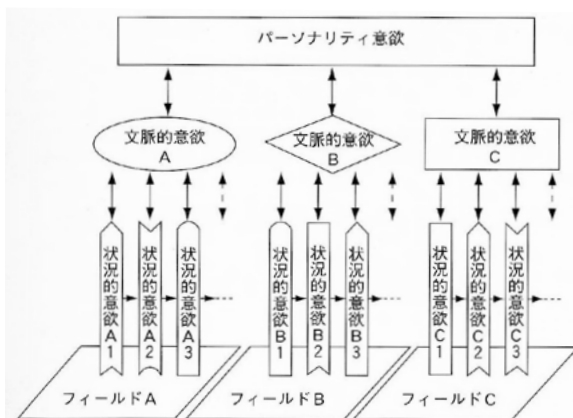 パーソナリティ意欲
文脈的意欲
A
文脈的意欲
B
文脈的意欲
C
状況的意欲A1
状況的意欲A2
状況的意欲A3
状況的意欲B1
状況的意欲B2
状況的意欲B3
状況的意欲C1
状況的意欲C2
状況的意欲C3
フィールドA
フィールドB
フィールドC